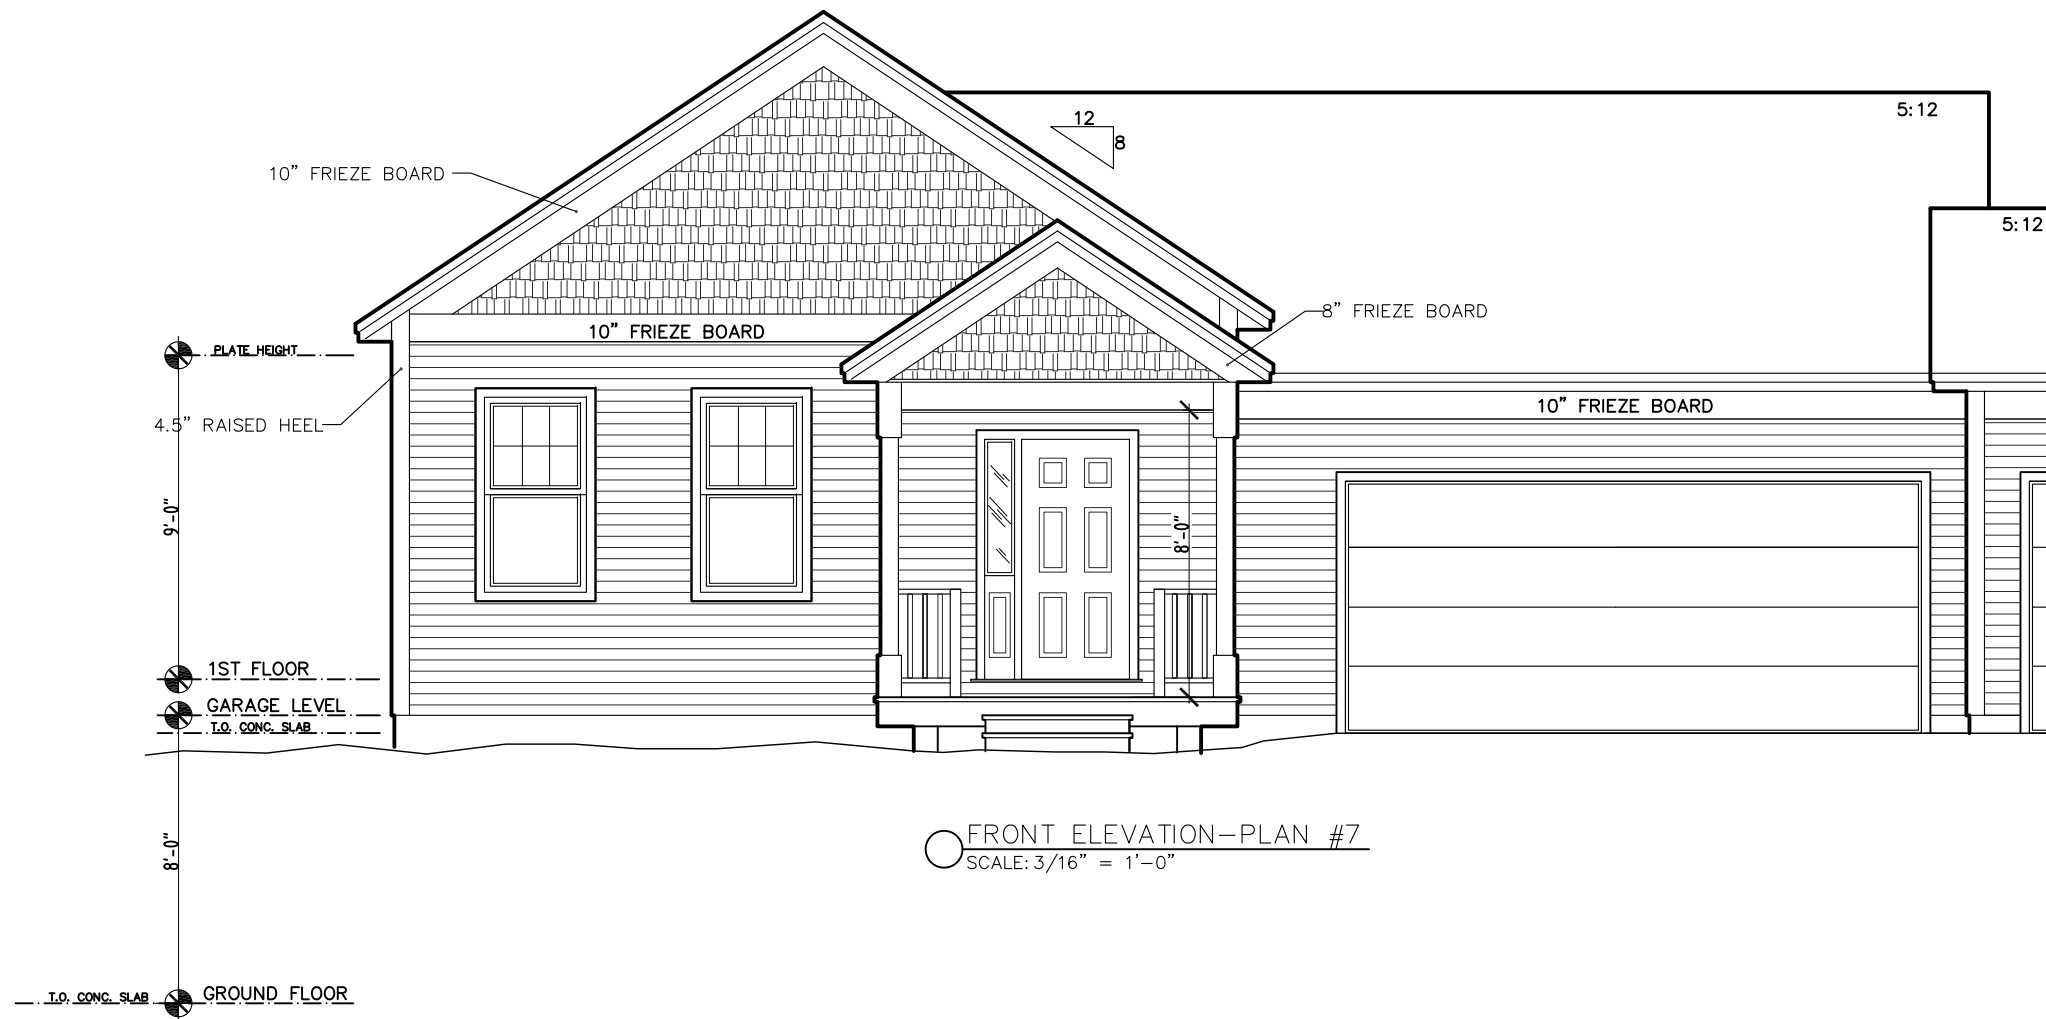 12
5:12
8
10" FRIEZE BOARD
5:12
8" FRIEZE BOARD
10" FRIEZE BOARD
PLATE HEIGHT
10" FRIEZE BOARD
4.5" RAISED HEEL
9'-0"
8'-0"
1ST FLOOR
GARAGE LEVEL
T.O. CONC. SLAB
FRONT ELEVATION-PLAN #7
SCALE: 3/16" = 1'-0"
8'-0"
T.O. CONC. SLAB
GROUND FLOOR